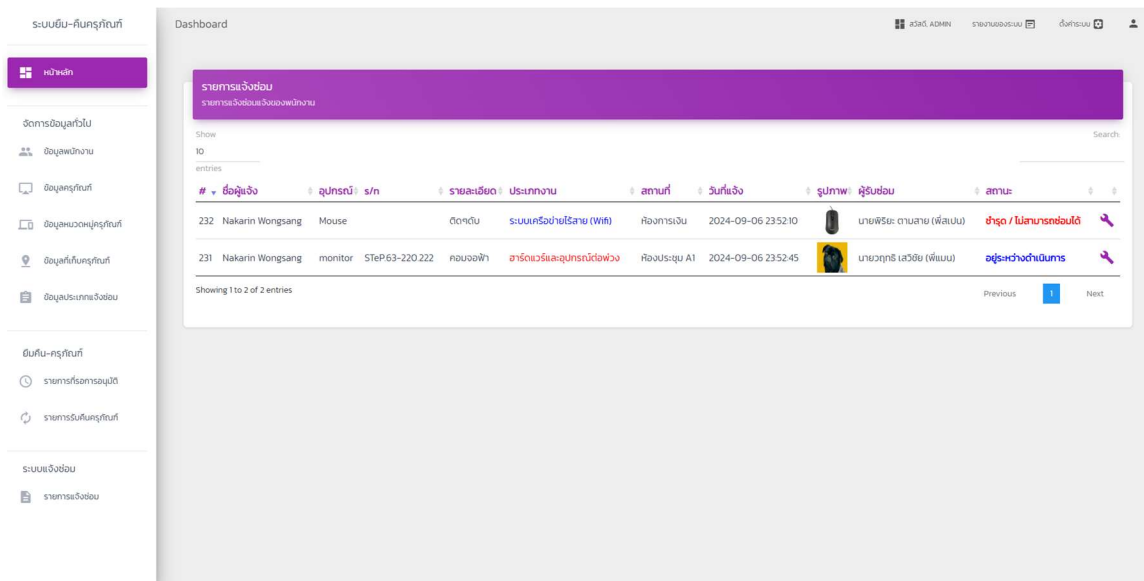 ระบบยืม-คืนครุภัณฑ์
Dashboard
สวัสดี, ADMIN
รายงานของระบบ
ตั้งค่าระบบ
หน้าหลัก
จัดการข้อมูลทั่วไป
ข้อมูลพนักงาน
ข้อมูลครุภัณฑ์
ข้อมูลหมวดหมู่ครุภัณฑ์
ข้อมูลที่เก็บครุภัณฑ์
ข้อมูลประเภทแจ้งซ่อม
ยืมคืน-ครุภัณฑ์
รายการที่รอการอนุมัติ
รายการรับคืนครุภัณฑ์
ระบบแจ้งซ่อม
รายการแจ้งซ่อม
รายการแจ้งซ่อม
รายการแจ้งซ่อมแจ้งของพนักงาน
Show
10
entries
Search:
# ชื่อผู้แจ้ง อุปกรณ์ s/n รายละเอียด ประเภทงาน สถานที่ วันที่แจ้ง รูปภาพ ผู้รับซ่อม สถานะ
232 Nakarin Wongsang Mouse ติดๆดับ ระบบเครือข่ายไร้สาย (Wifi) ห้องการเงิน 2024-09-06 23:52:10 นายพิริยะ ตามสาย (พี่สเปน) ชำรุด / ไม่สามารถซ่อมได้
231 Nakarin Wongsang monitor STeP.63-220.222 คอมจอฟ้า ฮาร์ดแวร์และอุปกรณ์ต่อพ่วง ห้องประชุม A1 2024-09-06 23:52:45 นายวฤทธิ เสวิชัย (พี่แมน) อยู่ระหว่างดำเนินการ
Showing 1 to 2 of 2 entries
Previous 1 Next